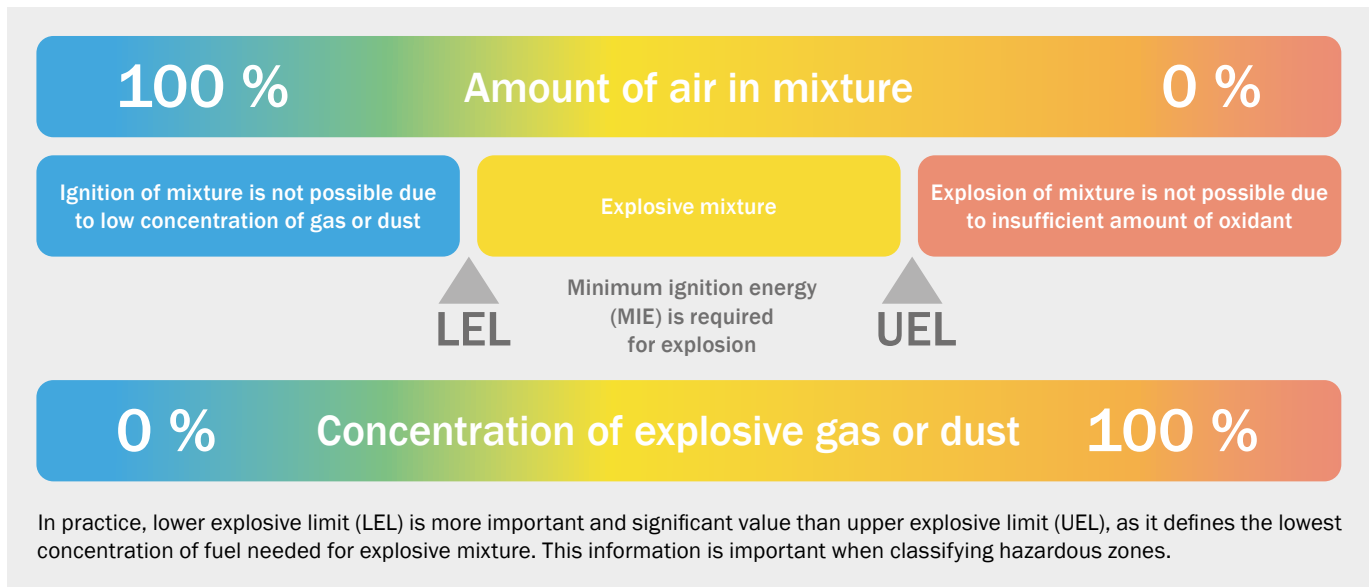 100 % Amount of air in mixture 0 %
Ignition of mixture is not possible due
to low concentration of gas or dust
Explosive mixture
Explosion of mixture is not possible due
to insufficient amount of oxidant
LEL
Minimum ignition energy
(MIE) is required
for explosion
UEL
0 % Concentration of explosive gas or dust 100 %
In practice, lower explosive limit (LEL) is more important and significant value than upper explosive limit (UEL), as it defines the lowest
concentration of fuel needed for explosive mixture. This information is important when classifying hazardous zones.